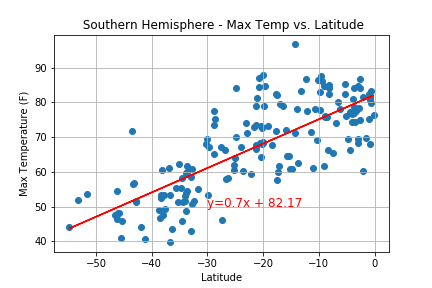 Southern Hemisphere - Max Temp vs. Latitude
Max Temperature (F)
90
80
70
60
50
40
y=0.7x + 82.17
−50 −40 −30 −20 −10 0
Latitude